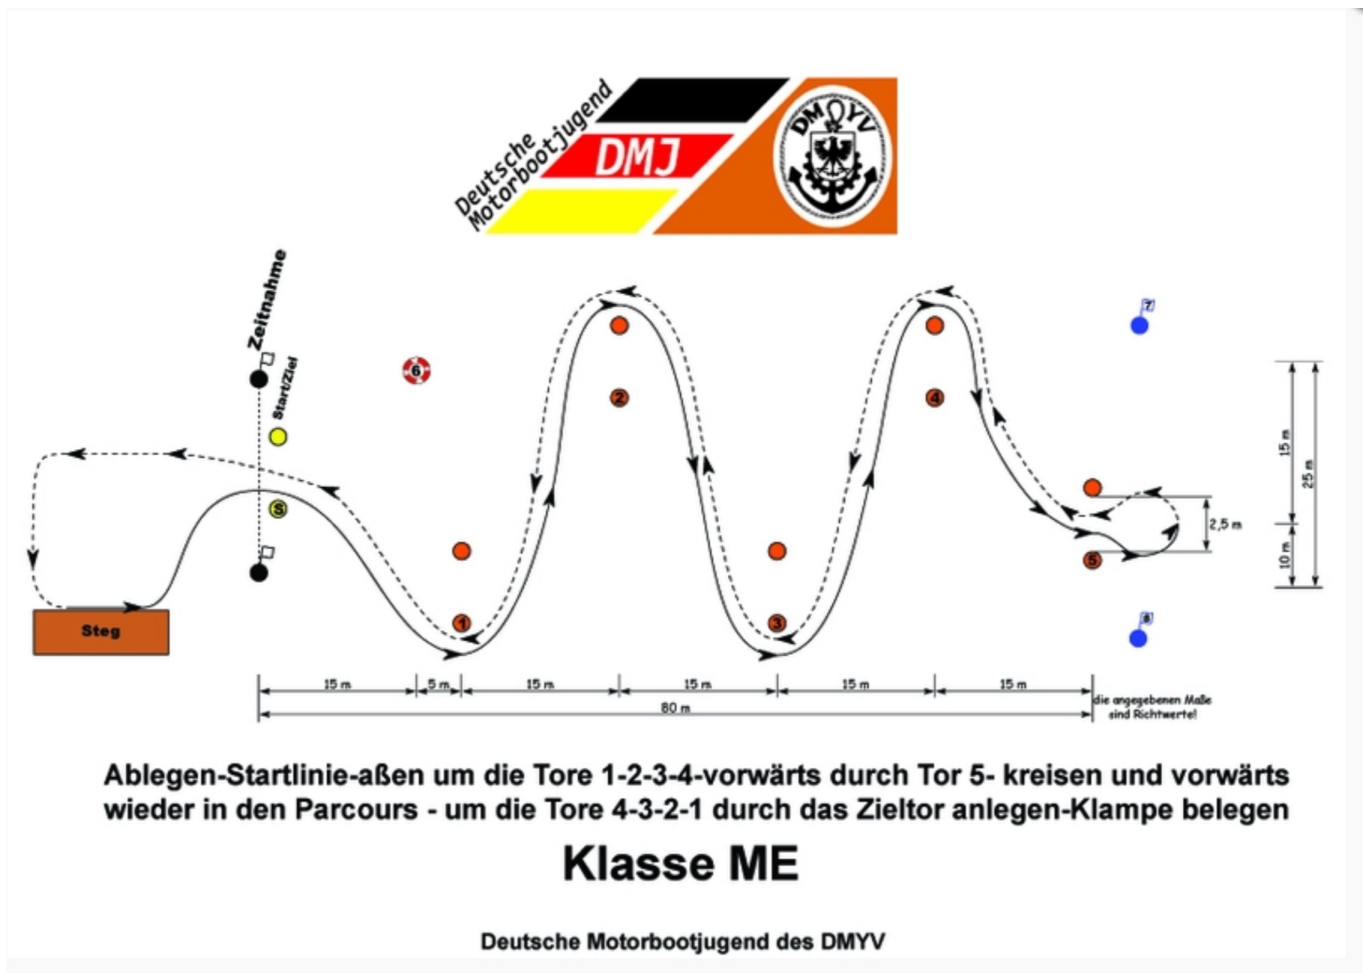 Deutsche
Motorbootjugend
DMJ
DMYV
Zeitnahme
Start/Ziel
7
6
2
4
S
15 m
25 m
2,5 m
10 m
5
1
3
8
Steg
15 m
5 m
15 m
15 m
15 m
15 m
80 m
die angegebenen Maße
sind Richtwerte!
Ablegen-Startlinie-aßen um die Tore 1-2-3-4-vorwärts durch Tor 5- kreisen und vorwärts
wieder in den Parcours - um die Tore 4-3-2-1 durch das Zieltor anlegen-Klampe belegen
Klasse ME
Deutsche Motorbootjugend des DMYV